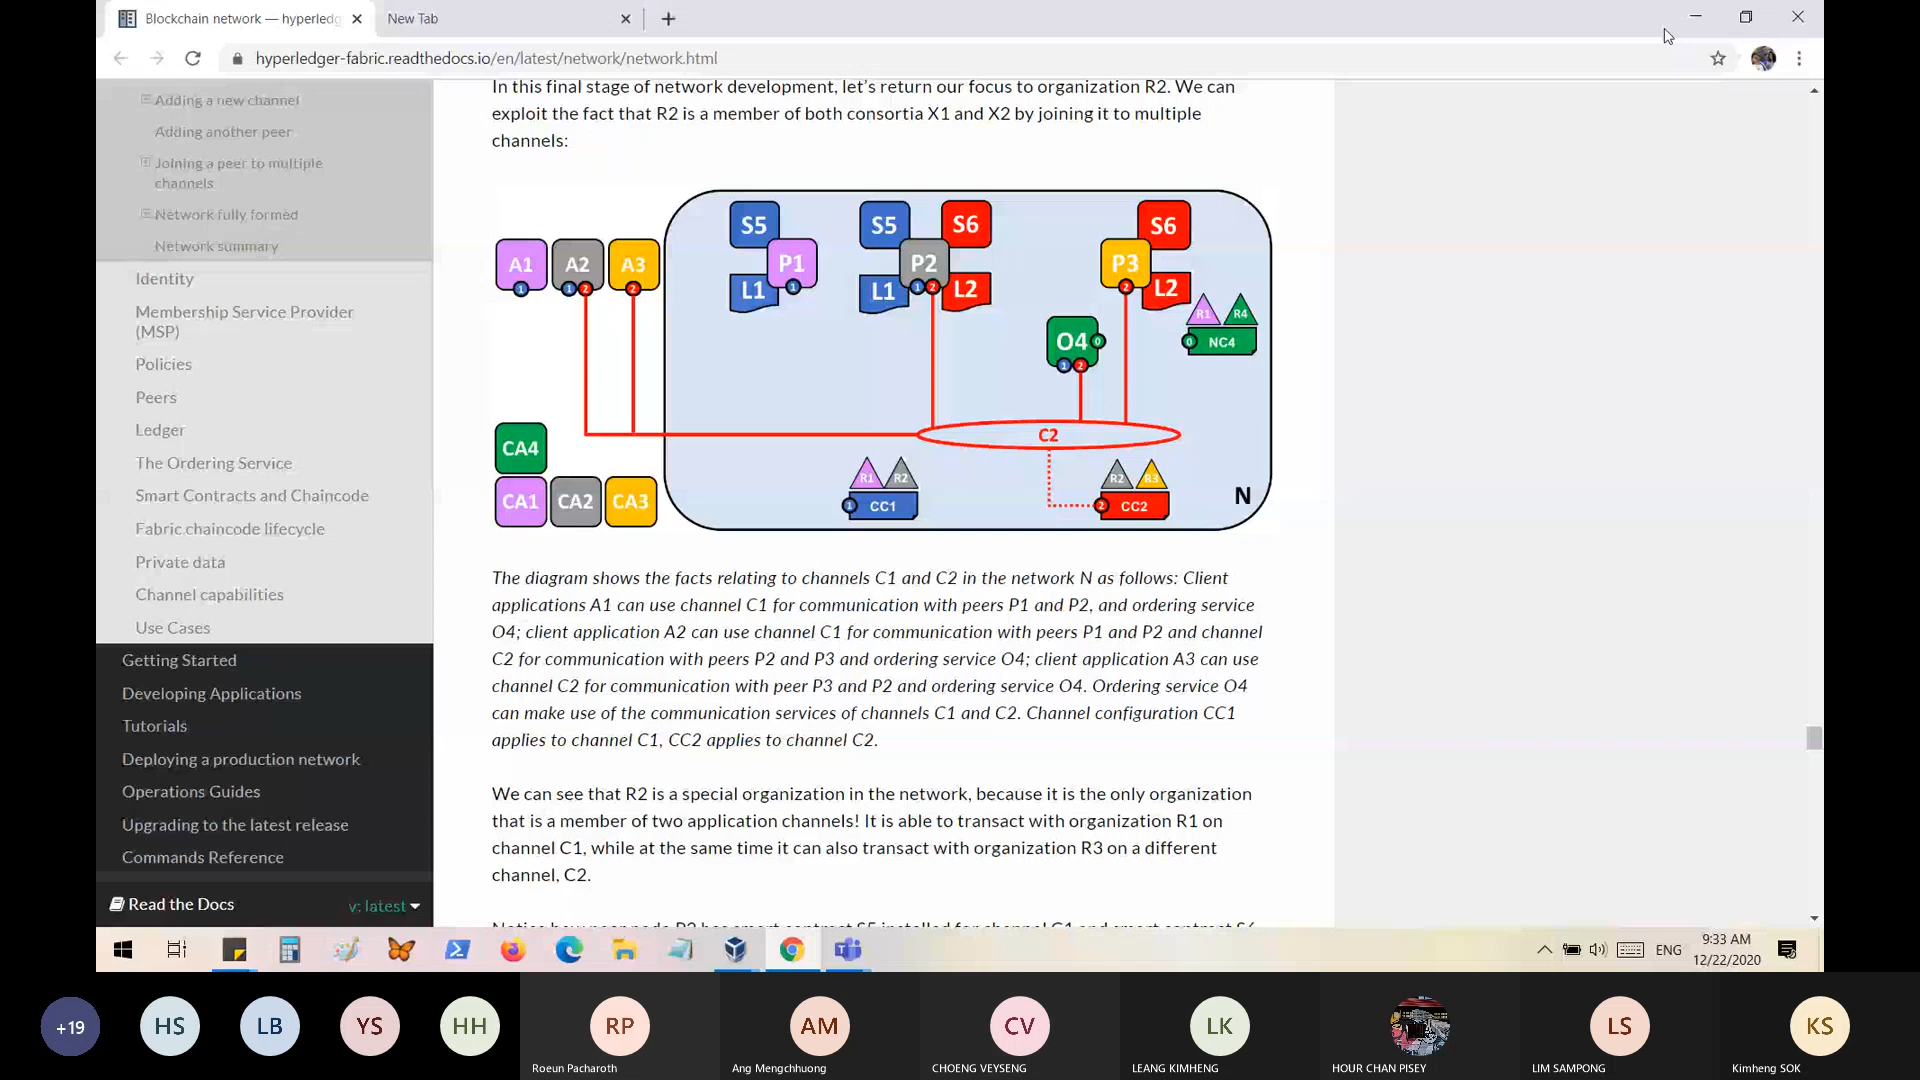 Blockchain network — hyperledg
New Tab
hyperledger-fabric.readthedocs.io/en/latest/network/network.html
Adding a new channel
Adding another peer
Joining a peer to multiple
channels
Network fully formed
Network summary
Identity
Membership Service Provider
(MSP)
Policies
Peers
Ledger
The Ordering Service
Smart Contracts and Chaincode
Fabric chaincode lifecycle
Private data
Channel capabilities
Use Cases
Getting Started
Developing Applications
Tutorials
Deploying a production network
Operations Guides
Upgrading to the latest release
Commands Reference
Read the Docs
v: latest
In this final stage of network development, let’s return our focus to organization R2. We can
exploit the fact that R2 is a member of both consortia X1 and X2 by joining it to multiple
channels:
S5 S5 S6 S6
A1 A2 A3 P1 P2 P3
1 1 2 2 L1 1 L1 1 2 L2 2 L2
R1 R4
O4 0 0 NC4
1 2
C2
CA4
R1 R2 R2 R3
CA1 CA2 CA3 1 CC1 2 CC2 N
The diagram shows the facts relating to channels C1 and C2 in the network N as follows: Client
applications A1 can use channel C1 for communication with peers P1 and P2, and ordering service
O4; client application A2 can use channel C1 for communication with peers P1 and P2 and channel
C2 for communication with peers P2 and P3 and ordering service O4; client application A3 can use
channel C2 for communication with peer P3 and P2 and ordering service O4. Ordering service O4
can make use of the communication services of channels C1 and C2. Channel configuration CC1
applies to channel C1, CC2 applies to channel C2.
We can see that R2 is a special organization in the network, because it is the only organization
that is a member of two application channels! It is able to transact with organization R1 on
channel C1, while at the same time it can also transact with organization R3 on a different
channel, C2.
ENG
9:33 AM
12/22/2020
+19 HS LB YS HH RP AM CV LK LS KS
Roeun Pacharoth
Ang Mengchhuong
CHOENG VEYSENG
LEANG KIMHENG
HOUR CHAN PISEY
LIM SAMPONG
Kimheng SOK